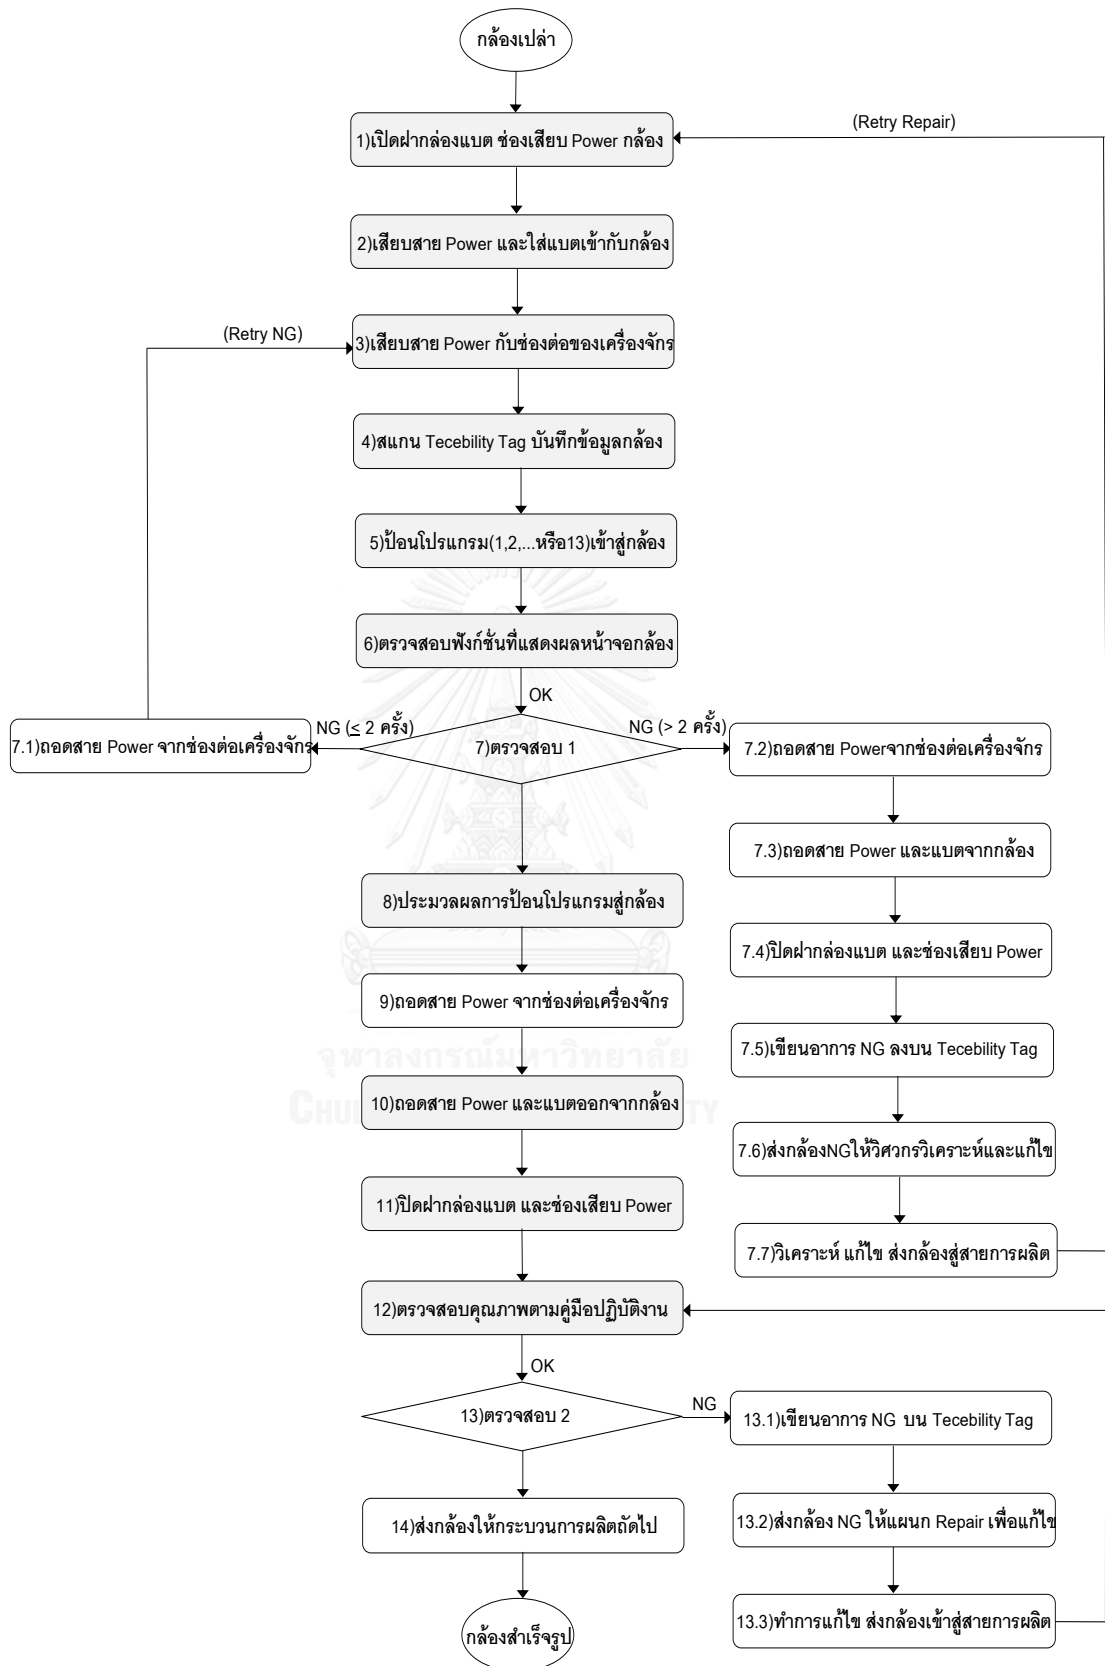 กล้องเปล่า
1)เปิดฝากล่องแบต ช่องเสียบ Power กล้อง
(Retry Repair)
2)เสียบสาย Power และใส่แบตเข้ากับกล้อง
(Retry NG)
3)เสียบสาย Power กับช่องต่อของเครื่องจักร
4)สแกน Tecebility Tag บันทึกข้อมูลกล้อง
5)ป้อนโปรแกรม(1,2,...หรือ13)เข้าสู่กล้อง
6)ตรวจสอบฟังก์ชั่นที่แสดงผลหน้าจอกล้อง
OK
7.1)ถอดสาย Power จากช่องต่อเครื่องจักร
NG (≤ 2 ครั้ง)
7)ตรวจสอบ 1
NG (> 2 ครั้ง)
7.2)ถอดสาย Powerจากช่องต่อเครื่องจักร
7.3)ถอดสาย Power และแบตจากกล้อง
8)ประมวลผลการป้อนโปรแกรมสู่กล้อง
7.4)ปิดฝากล่องแบต และช่องเสียบ Power
9)ถอดสาย Power จากช่องต่อเครื่องจักร
7.5)เขียนอาการ NG ลงบน Tecebility Tag
จุฬาลงกรณ์มหาวิทยาลัย
10)ถอดสาย Power และแบตออกจากกล้อง
7.6)ส่งกล้องNGให้วิศวกรวิเคราะห์และแก้ไข
11)ปิดฝากล่องแบต และช่องเสียบ Power
7.7)วิเคราะห์ แก้ไข ส่งกล้องสู่สายการผลิต
12)ตรวจสอบคุณภาพตามคู่มือปฏิบัติงาน
OK
13)ตรวจสอบ 2
NG
13.1)เขียนอาการ NG บน Tecebility Tag
14)ส่งกล้องให้กระบวนการผลิตถัดไป
13.2)ส่งกล้อง NG ให้แผนก Repair เพื่อแก้ไข
กล้องสำเร็จรูป
13.3)ทำการแก้ไข ส่งกล้องเข้าสู่สายการผลิต